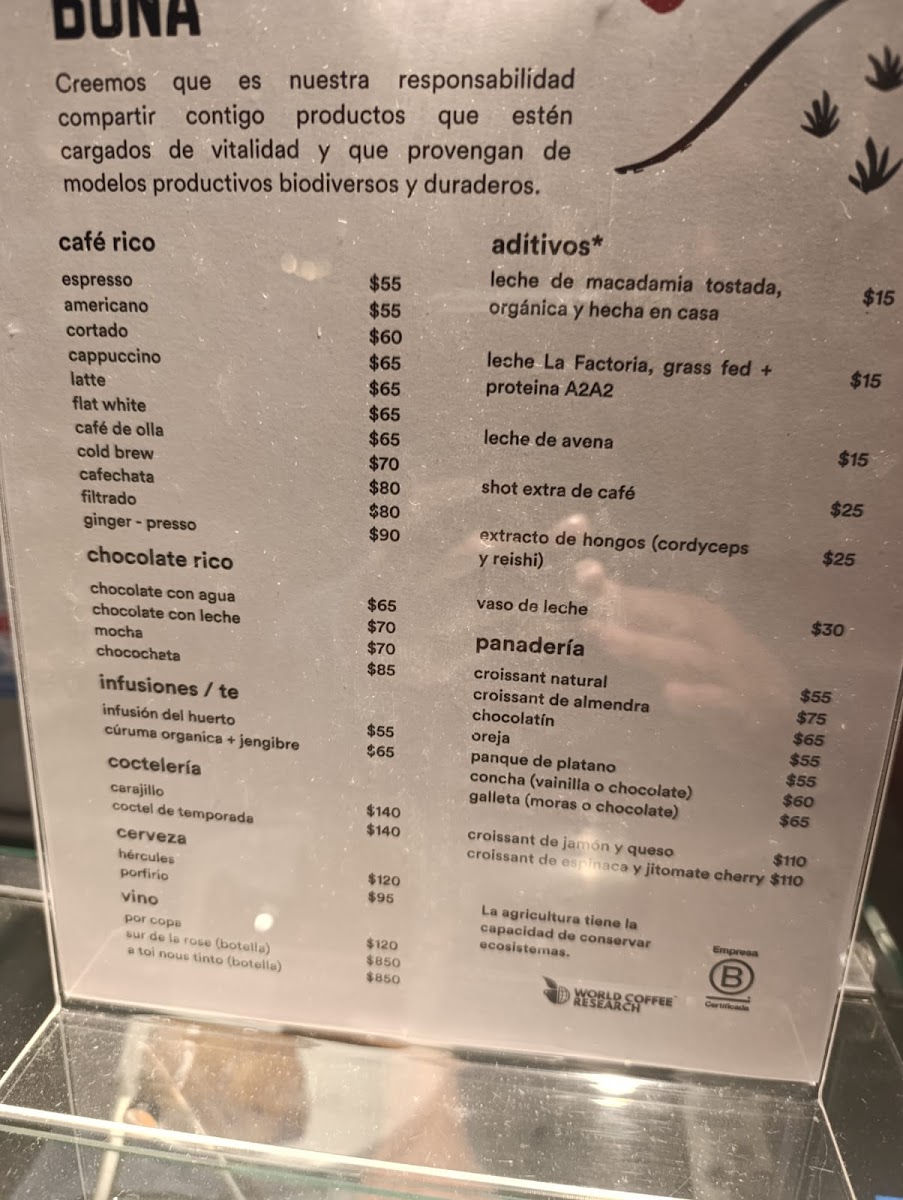 BUNA
Creemos que es nuestra responsabilidad
compartir contigo productos que estén
cargados de vitalidad y que provengan de
modelos productivos biodiversos y duraderos.
café rico
espresso $55
americano $55
cortado $60
cappuccino $65
latte $65
flat white $65
café de olla $65
cold brew $70
cafechata $80
filtrado $80
ginger - presso $90
chocolate rico
chocolate con agua $65
chocolate con leche $70
mocha $70
chococheta $85
infusiones / te
infusión del huerto $55
cúruma organica + jengibre $65
coctelería
carajillo $140
coctel de temporada $140
cerveza
hércules $120
porfirio $95
vino
por copa $120
sur de la rose (botella) $850
a toi nous tinto (botella) $850
aditivos*
leche de macadamia tostada,
orgánica y hecha en casa $15
leche La Factoria, grass fed +
proteina A2A2 $15
leche de avena $15
shot extra de café $25
extracto de hongos (cordyceps
y reishi) $25
vaso de leche $30
panadería
croissant natural $55
croissant de almendra $75
chocolatín $65
oreja $55
panque de platano $55
concha (vainilla o chocolate) $60
galleta (moras o chocolate) $65
croissant de jamón y queso $110
croissant de espinaca y jitomate cherry $110
La agricultura tiene la
capacidad de conservar
ecosistemas.
WORLD COFFEE
RESEARCH
Empresa
B
Certificada